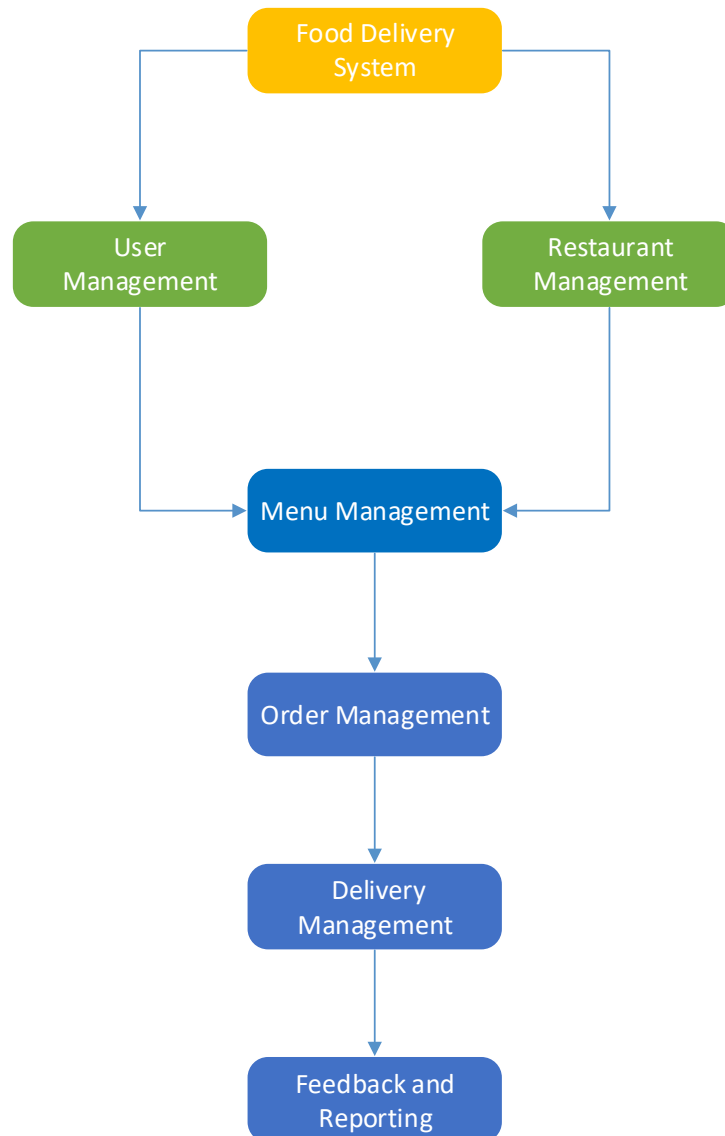 Food Delivery
System
User
Management
Restaurant
Management
Menu Management
Order Management
Delivery
Management
Feedback and
Reporting